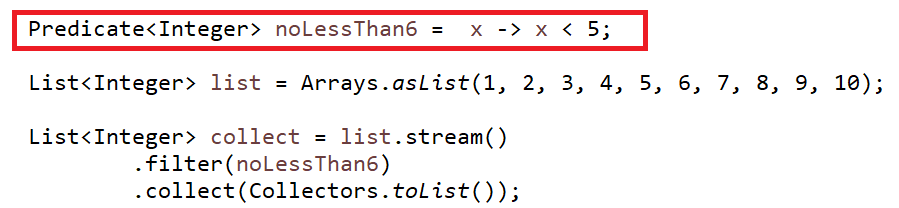 Predicate<Integer> noLessThan6 =  x -> x < 5;
List<Integer> list = Arrays.asList(1, 2, 3, 4, 5, 6, 7, 8, 9, 10);
List<Integer> collect = list.stream()
.filter(noLessThan6)
.collect(Collectors.toList());